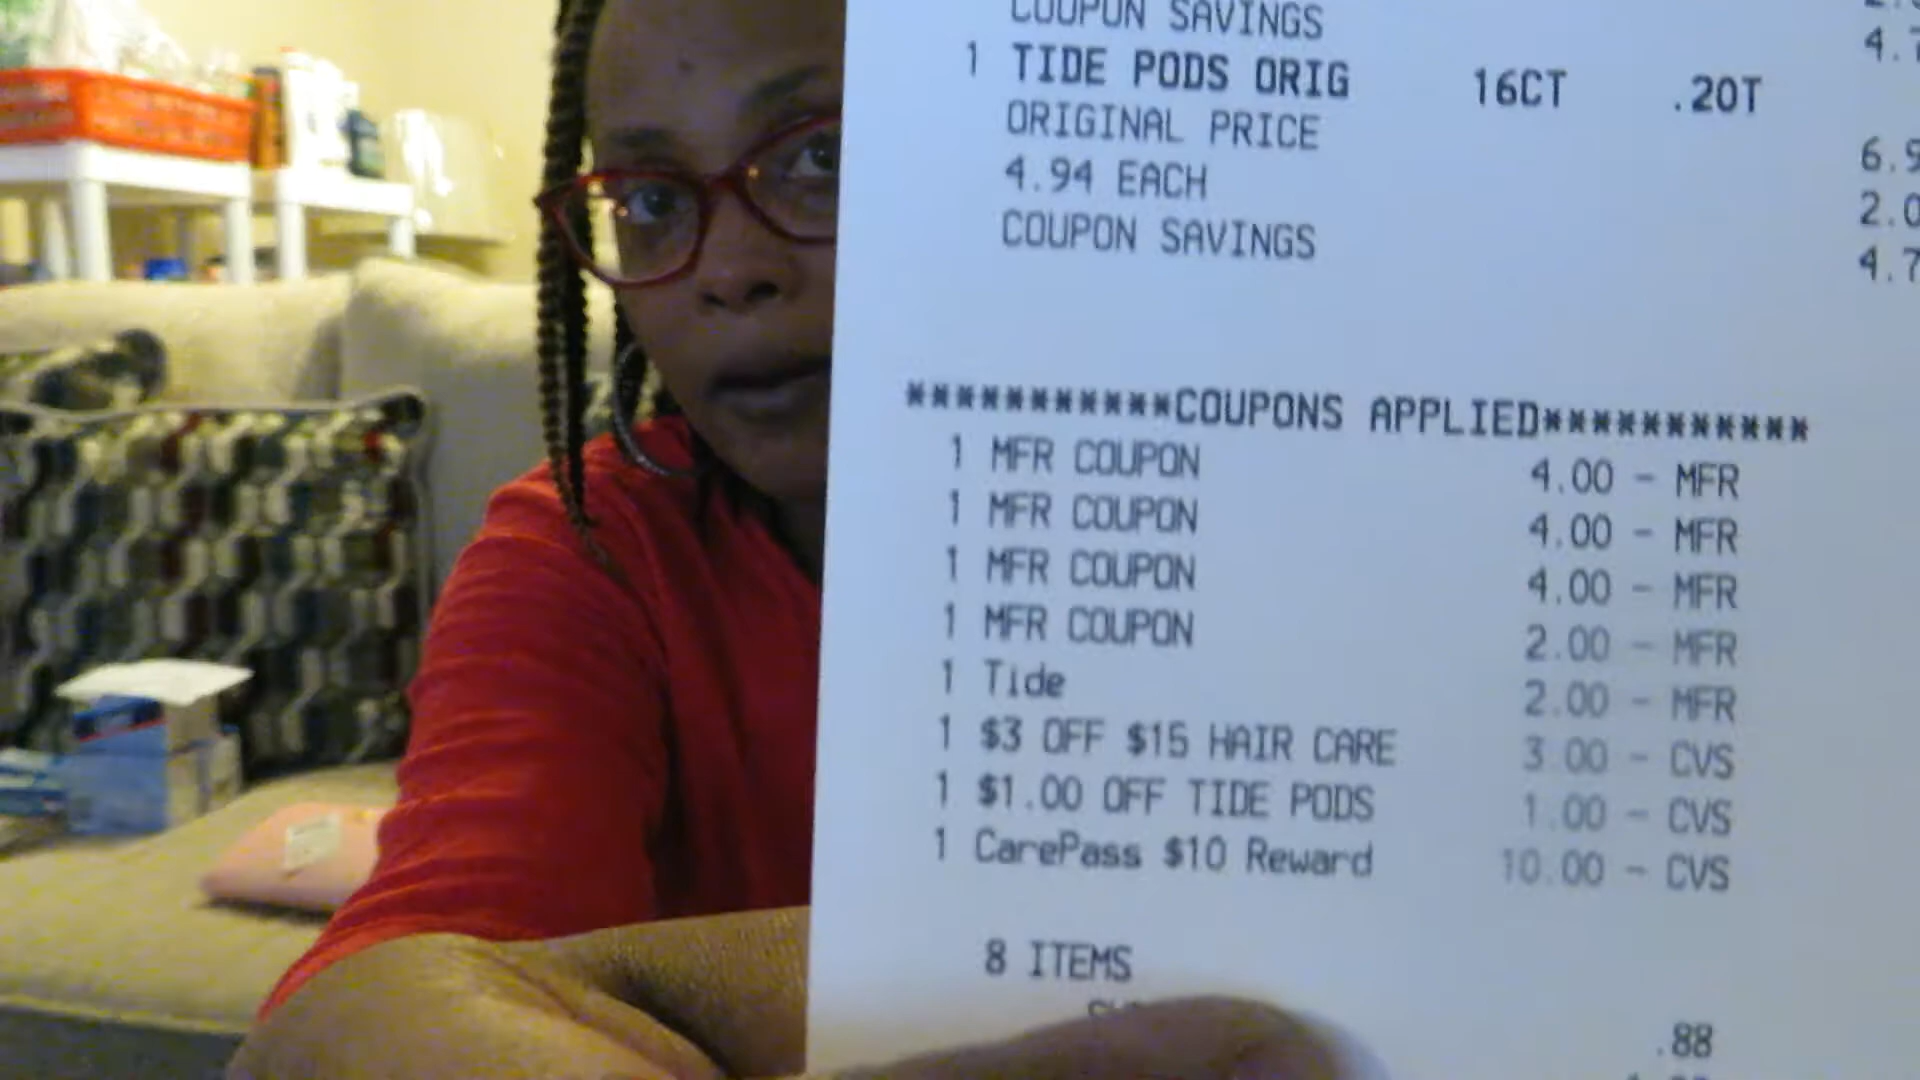 COUPON SAVINGS
1 TIDE PODS ORIG 16CT .20T
ORIGINAL PRICE
4.94 EACH
COUPON SAVINGS
***********COUPONS APPLIED***********
1 MFR COUPON 4.00 - MFR
1 MFR COUPON 4.00 - MFR
1 MFR COUPON 4.00 - MFR
1 MFR COUPON 2.00 - MFR
1 Tide 2.00 - MFR
1 $3 OFF $15 HAIR CARE 3.00 - CVS
1 $1.00 OFF TIDE PODS 1.00 - CVS
1 CarePass $10 Reward 10.00 - CVS
8 ITEMS
.88